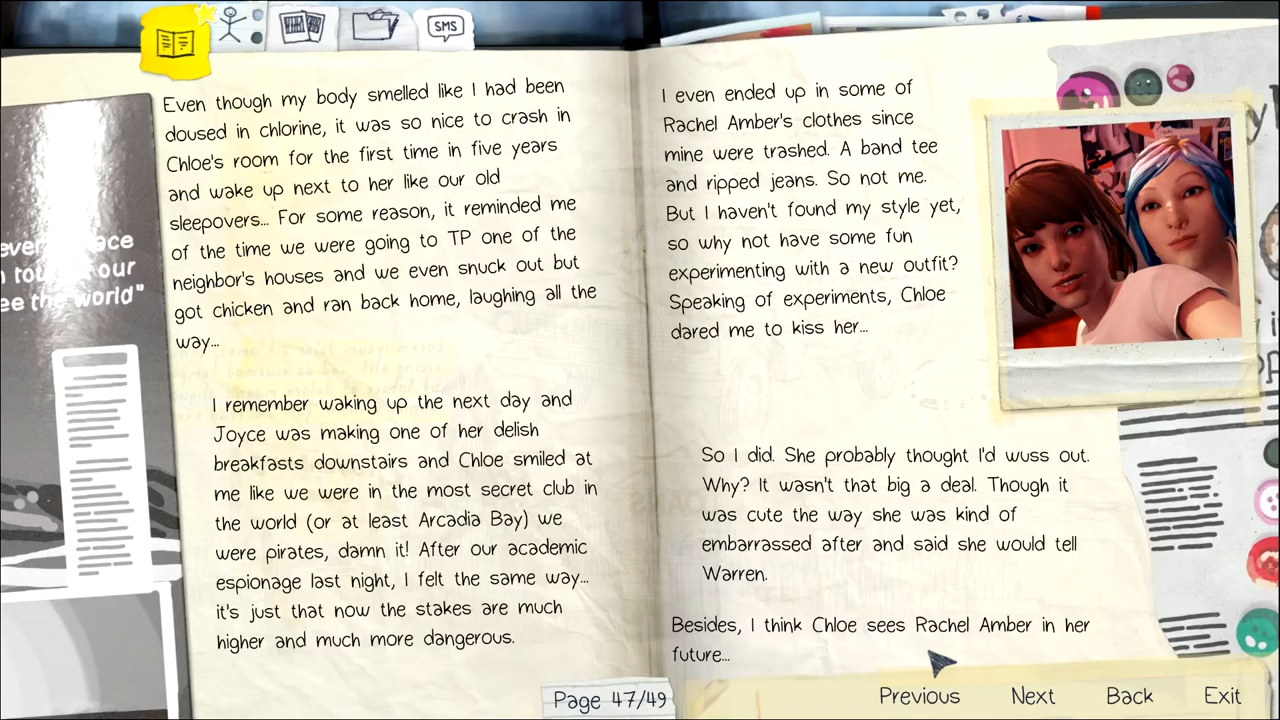 SMS
Even though my body smelled like I had been
doused in chlorine, it was so nice to crash in
Chloe's room for the first time in five years
and wake up next to her like our old
sleepovers... For some reason, it reminded me
of the time we were going to TP one of the
neighbor's houses and we even snuck out but
got chicken and ran back home, laughing all the
way...
I remember waking up the next day and
Joyce was making one of her delish
breakfasts downstairs and Chloe smiled at
me like we were in the most secret club in
the world (or at least Arcadia Bay) we
were pirates, damn it! After our academic
espionage last night, I felt the same way...
it's just that now the stakes are much
higher and much more dangerous.
I even ended up in some of
Rachel Amber's clothes since
mine were trashed. A band tee
and ripped jeans. So not me.
But I haven't found my style yet,
so why not have some fun
experimenting with a new outfit?
Speaking of experiments, Chloe
dared me to kiss her...
So I did. She probably thought I'd wuss out.
Why? It wasn't that big a deal. Though it
was cute the way she was kind of
embarrassed after and said she would tell
Warren.
Besides, I think Chloe sees Rachel Amber in her
future...
world"
Page 47/49
Previous Next Back Exit